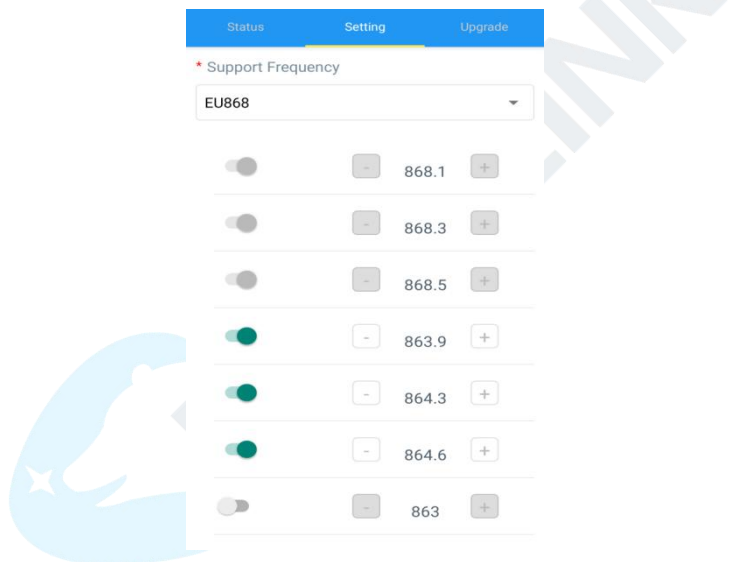 Status Setting Upgrade
* Support Frequency
EU868
- 868.1 +
- 868.3 +
- 868.5 +
- 863.9 +
- 864.3 +
- 864.6 +
- 863 +